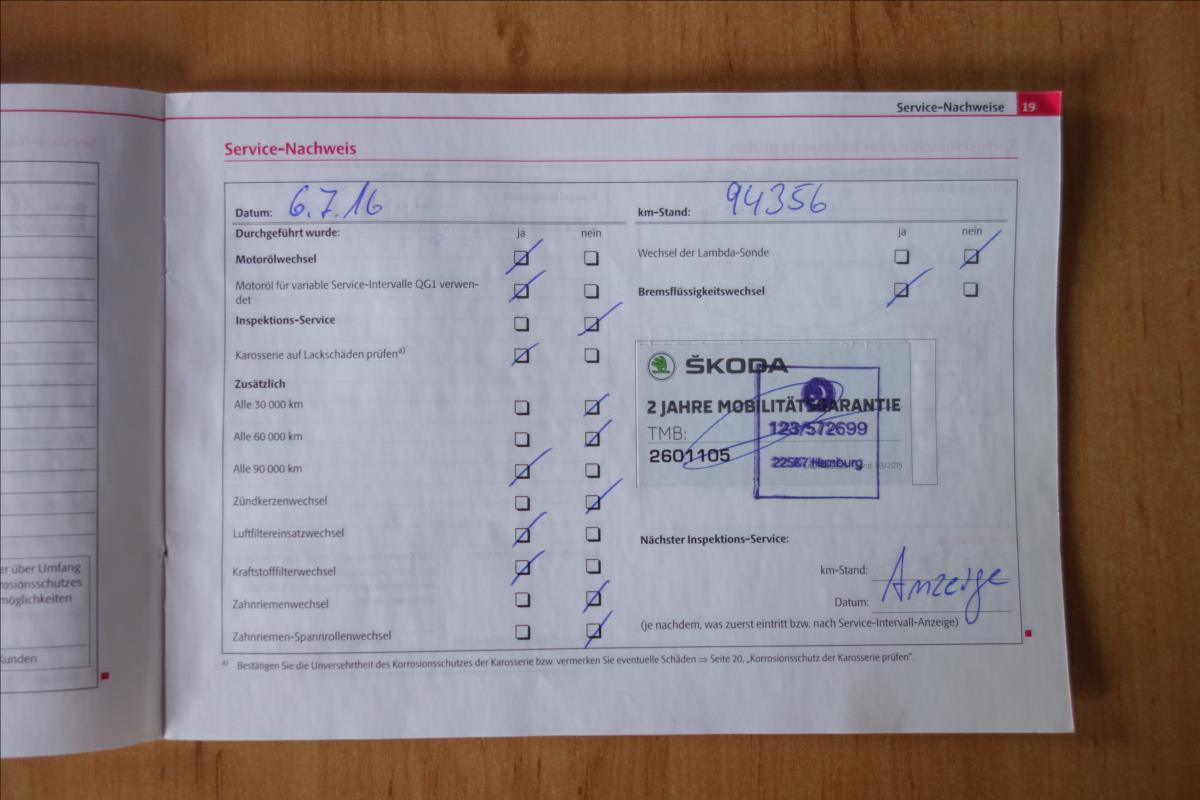 Service-Nachweise 19
Service-Nachweis
Datum: 6.7.16
km-Stand: 94356
Durchgeführt wurde: ja nein
ja nein
Motorölwechsel
Wechsel der Lambda-Sonde
Motoröl für variable Service-Intervalle QG1 verwen-
det
Bremsflüssigkeitswechsel
Inspektions-Service
Karosserie auf Lackschäden prüfen a)
Zusätzlich
Alle 30 000 km
Alle 60 000 km
Alle 90 000 km
Zündkerzenwechsel
Luftfiltereinsatzwechsel
Kraftstofffilterwechsel
Zahnriemenwechsel
Zahnriemen-Spannrollenwechsel
ŠKODA
2 JAHRE MOBILITÄTSGARANTIE
TMB:
2601105
123/572699
22587 Hamburg
03/2015
Nächster Inspektions-Service:
km-Stand:
Anzeige
Datum:
(je nachdem, was zuerst eintritt bzw. nach Service-Intervall-Anzeige)
a) Bestätigen Sie die Unversehrtheit des Korrosionsschutzes der Karosserie bzw. vermerken Sie eventuelle Schäden ⇒ Seite 20, „Korrosionsschutz der Karosserie prüfen“.
er über Umfang
rosionsschutzes
möglichkeiten
Kunden